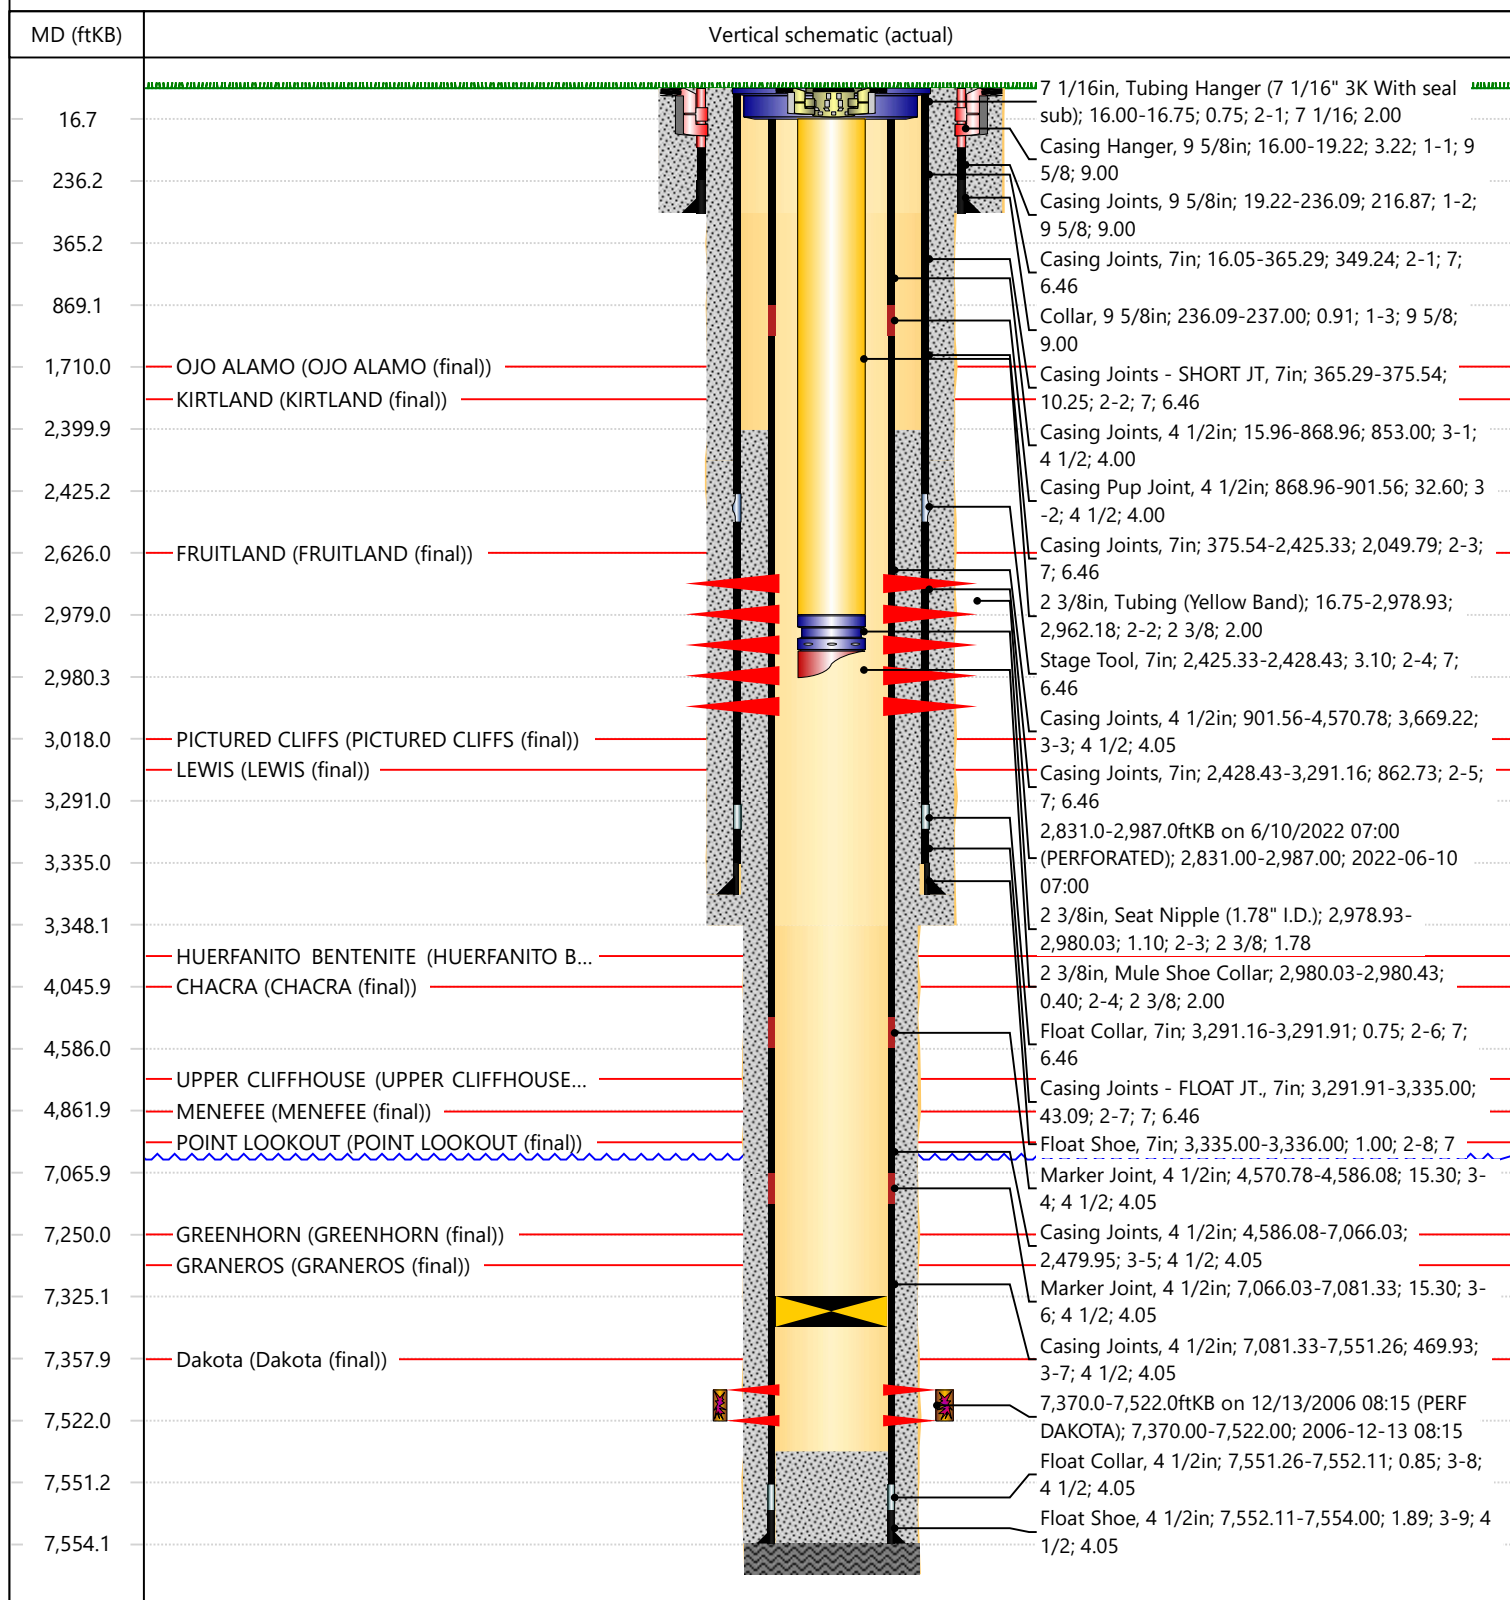 MD (ftKB)
Vertical schematic (actual)
16.7
236.2
365.2
869.1
1,710.0
2,399.9
2,425.2
2,626.0
2,979.0
2,980.3
3,018.0
3,291.0
3,335.0
3,348.1
4,045.9
4,586.0
4,861.9
7,065.9
7,250.0
7,325.1
7,357.9
7,522.0
7,551.2
7,554.1
OJO ALAMO (OJO ALAMO (final))
KIRTLAND (KIRTLAND (final))
FRUITLAND (FRUITLAND (final))
PICTURED CLIFFS (PICTURED CLIFFS (final))
LEWIS (LEWIS (final))
HUERFANITO BENTENITE (HUERFANITO B...
CHACRA (CHACRA (final))
UPPER CLIFFHOUSE (UPPER CLIFFHOUSE...
MENEFEE (MENEFEE (final))
POINT LOOKOUT (POINT LOOKOUT (final))
GREENHORN (GREENHORN (final))
GRANEROS (GRANEROS (final))
Dakota (Dakota (final))
7 1/16in, Tubing Hanger (7 1/16" 3K With seal
sub); 16.00-16.75; 0.75; 2-1; 7 1/16; 2.00
Casing Hanger, 9 5/8in; 16.00-19.22; 3.22; 1-1; 9
5/8; 9.00
Casing Joints, 9 5/8in; 19.22-236.09; 216.87; 1-2;
9 5/8; 9.00
Casing Joints, 7in; 16.05-365.29; 349.24; 2-1; 7;
6.46
Collar, 9 5/8in; 236.09-237.00; 0.91; 1-3; 9 5/8;
9.00
Casing Joints - SHORT JT, 7in; 365.29-375.54;
10.25; 2-2; 7; 6.46
Casing Joints, 4 1/2in; 15.96-868.96; 853.00; 3-1;
4 1/2; 4.00
Casing Pup Joint, 4 1/2in; 868.96-901.56; 32.60; 3
-2; 4 1/2; 4.00
Casing Joints, 7in; 375.54-2,425.33; 2,049.79; 2-3;
7; 6.46
2 3/8in, Tubing (Yellow Band); 16.75-2,978.93;
2,962.18; 2-2; 2 3/8; 2.00
Stage Tool, 7in; 2,425.33-2,428.43; 3.10; 2-4; 7;
6.46
Casing Joints, 4 1/2in; 901.56-4,570.78; 3,669.22;
3-3; 4 1/2; 4.05
Casing Joints, 7in; 2,428.43-3,291.16; 862.73; 2-5;
7; 6.46
2,831.0-2,987.0ftKB on 6/10/2022 07:00
(PERFORATED); 2,831.00-2,987.00; 2022-06-10
07:00
2 3/8in, Seat Nipple (1.78" I.D.); 2,978.93-
2,980.03; 1.10; 2-3; 2 3/8; 1.78
2 3/8in, Mule Shoe Collar; 2,980.03-2,980.43;
0.40; 2-4; 2 3/8; 2.00
Float Collar, 7in; 3,291.16-3,291.91; 0.75; 2-6; 7;
6.46
Casing Joints - FLOAT JT., 7in; 3,291.91-3,335.00;
43.09; 2-7; 7; 6.46
Float Shoe, 7in; 3,335.00-3,336.00; 1.00; 2-8; 7
Marker Joint, 4 1/2in; 4,570.78-4,586.08; 15.30; 3-
4; 4 1/2; 4.05
Casing Joints, 4 1/2in; 4,586.08-7,066.03;
2,479.95; 3-5; 4 1/2; 4.05
Marker Joint, 4 1/2in; 7,066.03-7,081.33; 15.30; 3-
6; 4 1/2; 4.05
Casing Joints, 4 1/2in; 7,081.33-7,551.26; 469.93;
3-7; 4 1/2; 4.05
7,370.0-7,522.0ftKB on 12/13/2006 08:15 (PERF
DAKOTA); 7,370.00-7,522.00; 2006-12-13 08:15
Float Collar, 4 1/2in; 7,551.26-7,552.11; 0.85; 3-8;
4 1/2; 4.05
Float Shoe, 4 1/2in; 7,552.11-7,554.00; 1.89; 3-9; 4
1/2; 4.05